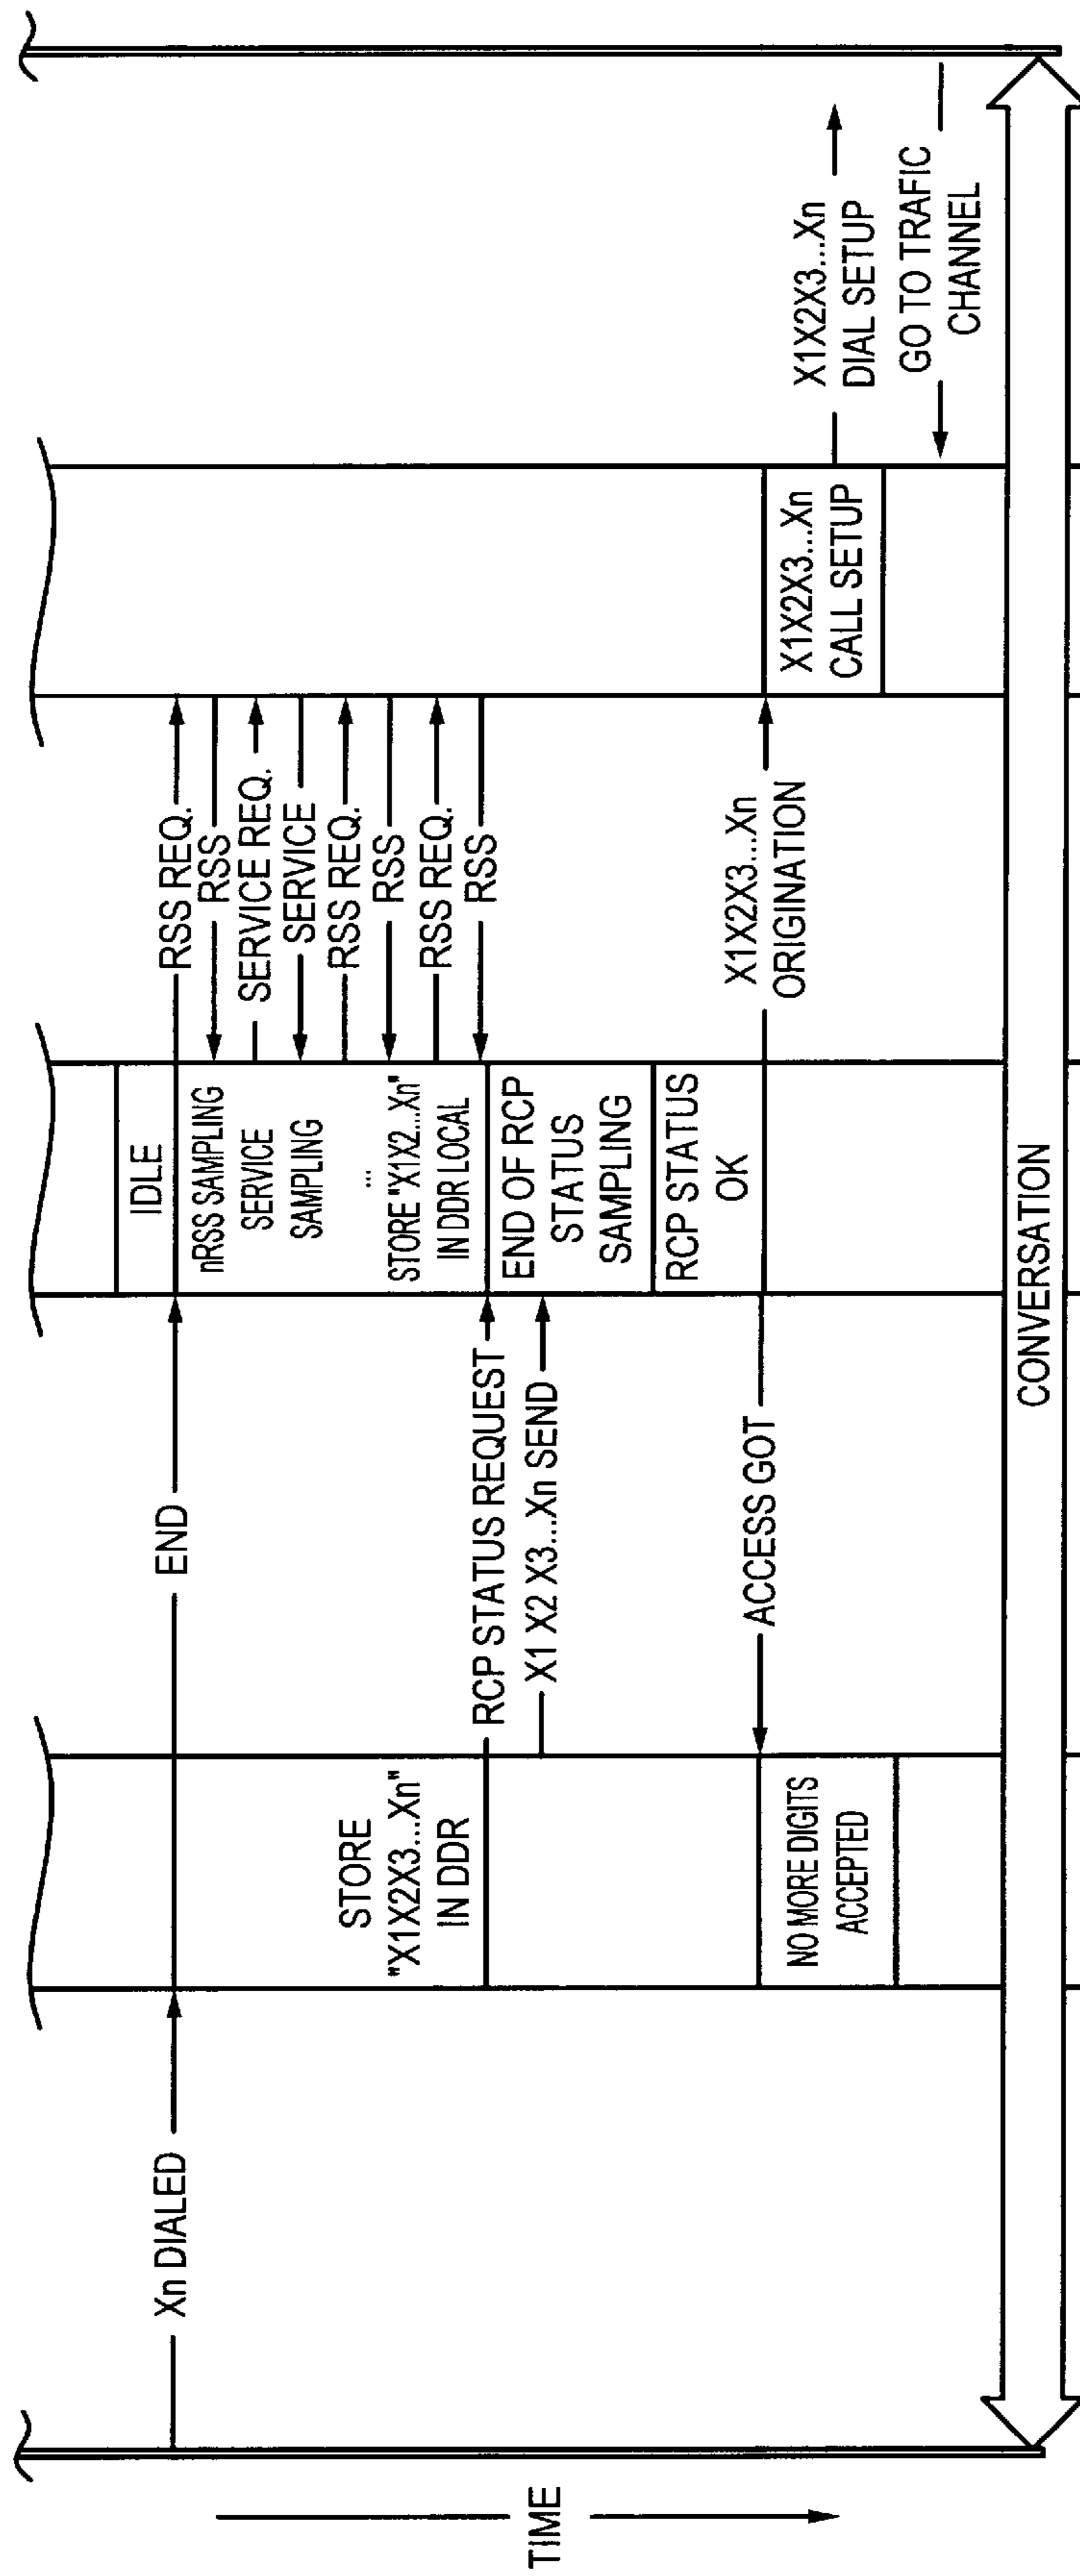 TIME
Xn DIALED
STORE
"X1X2X3...Xn"
IN DDR
NO MORE DIGITS
ACCEPTED
END
RCP STATUS REQUEST
X1 X2 X3...Xn SEND
ACCESS GOT
IDLE
nRSS SAMPLING
SERVICE
SAMPLING
...
STORE "X1X2...Xn"
IN DDR LOCAL
END OF RCP
STATUS
SAMPLING
RCP STATUS
OK
RSS REQ.
RSS
SERVICE REQ.
SERVICE
RSS REQ.
RSS
RSS REQ.
RSS
X1X2X3...Xn
ORIGINATION
X1X2X3...Xn
CALL SETUP
X1X2X3...Xn
DIAL SETUP
GO TO TRAFIC
CHANNEL
CONVERSATION